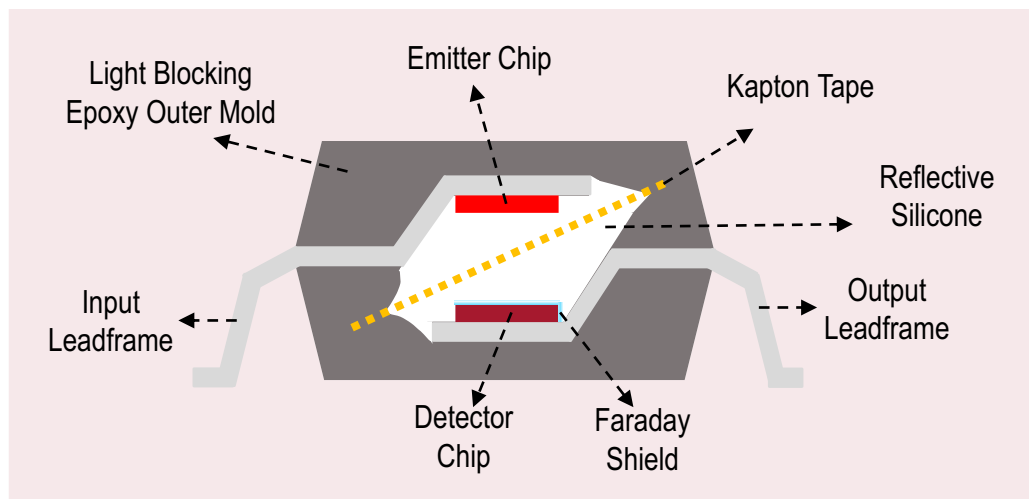 Emitter Chip
Light Blocking
Epoxy Outer Mold
Kapton Tape
Reflective
Silicone
Input
Leadframe
Output
Leadframe
Detector
Chip
Faraday
Shield